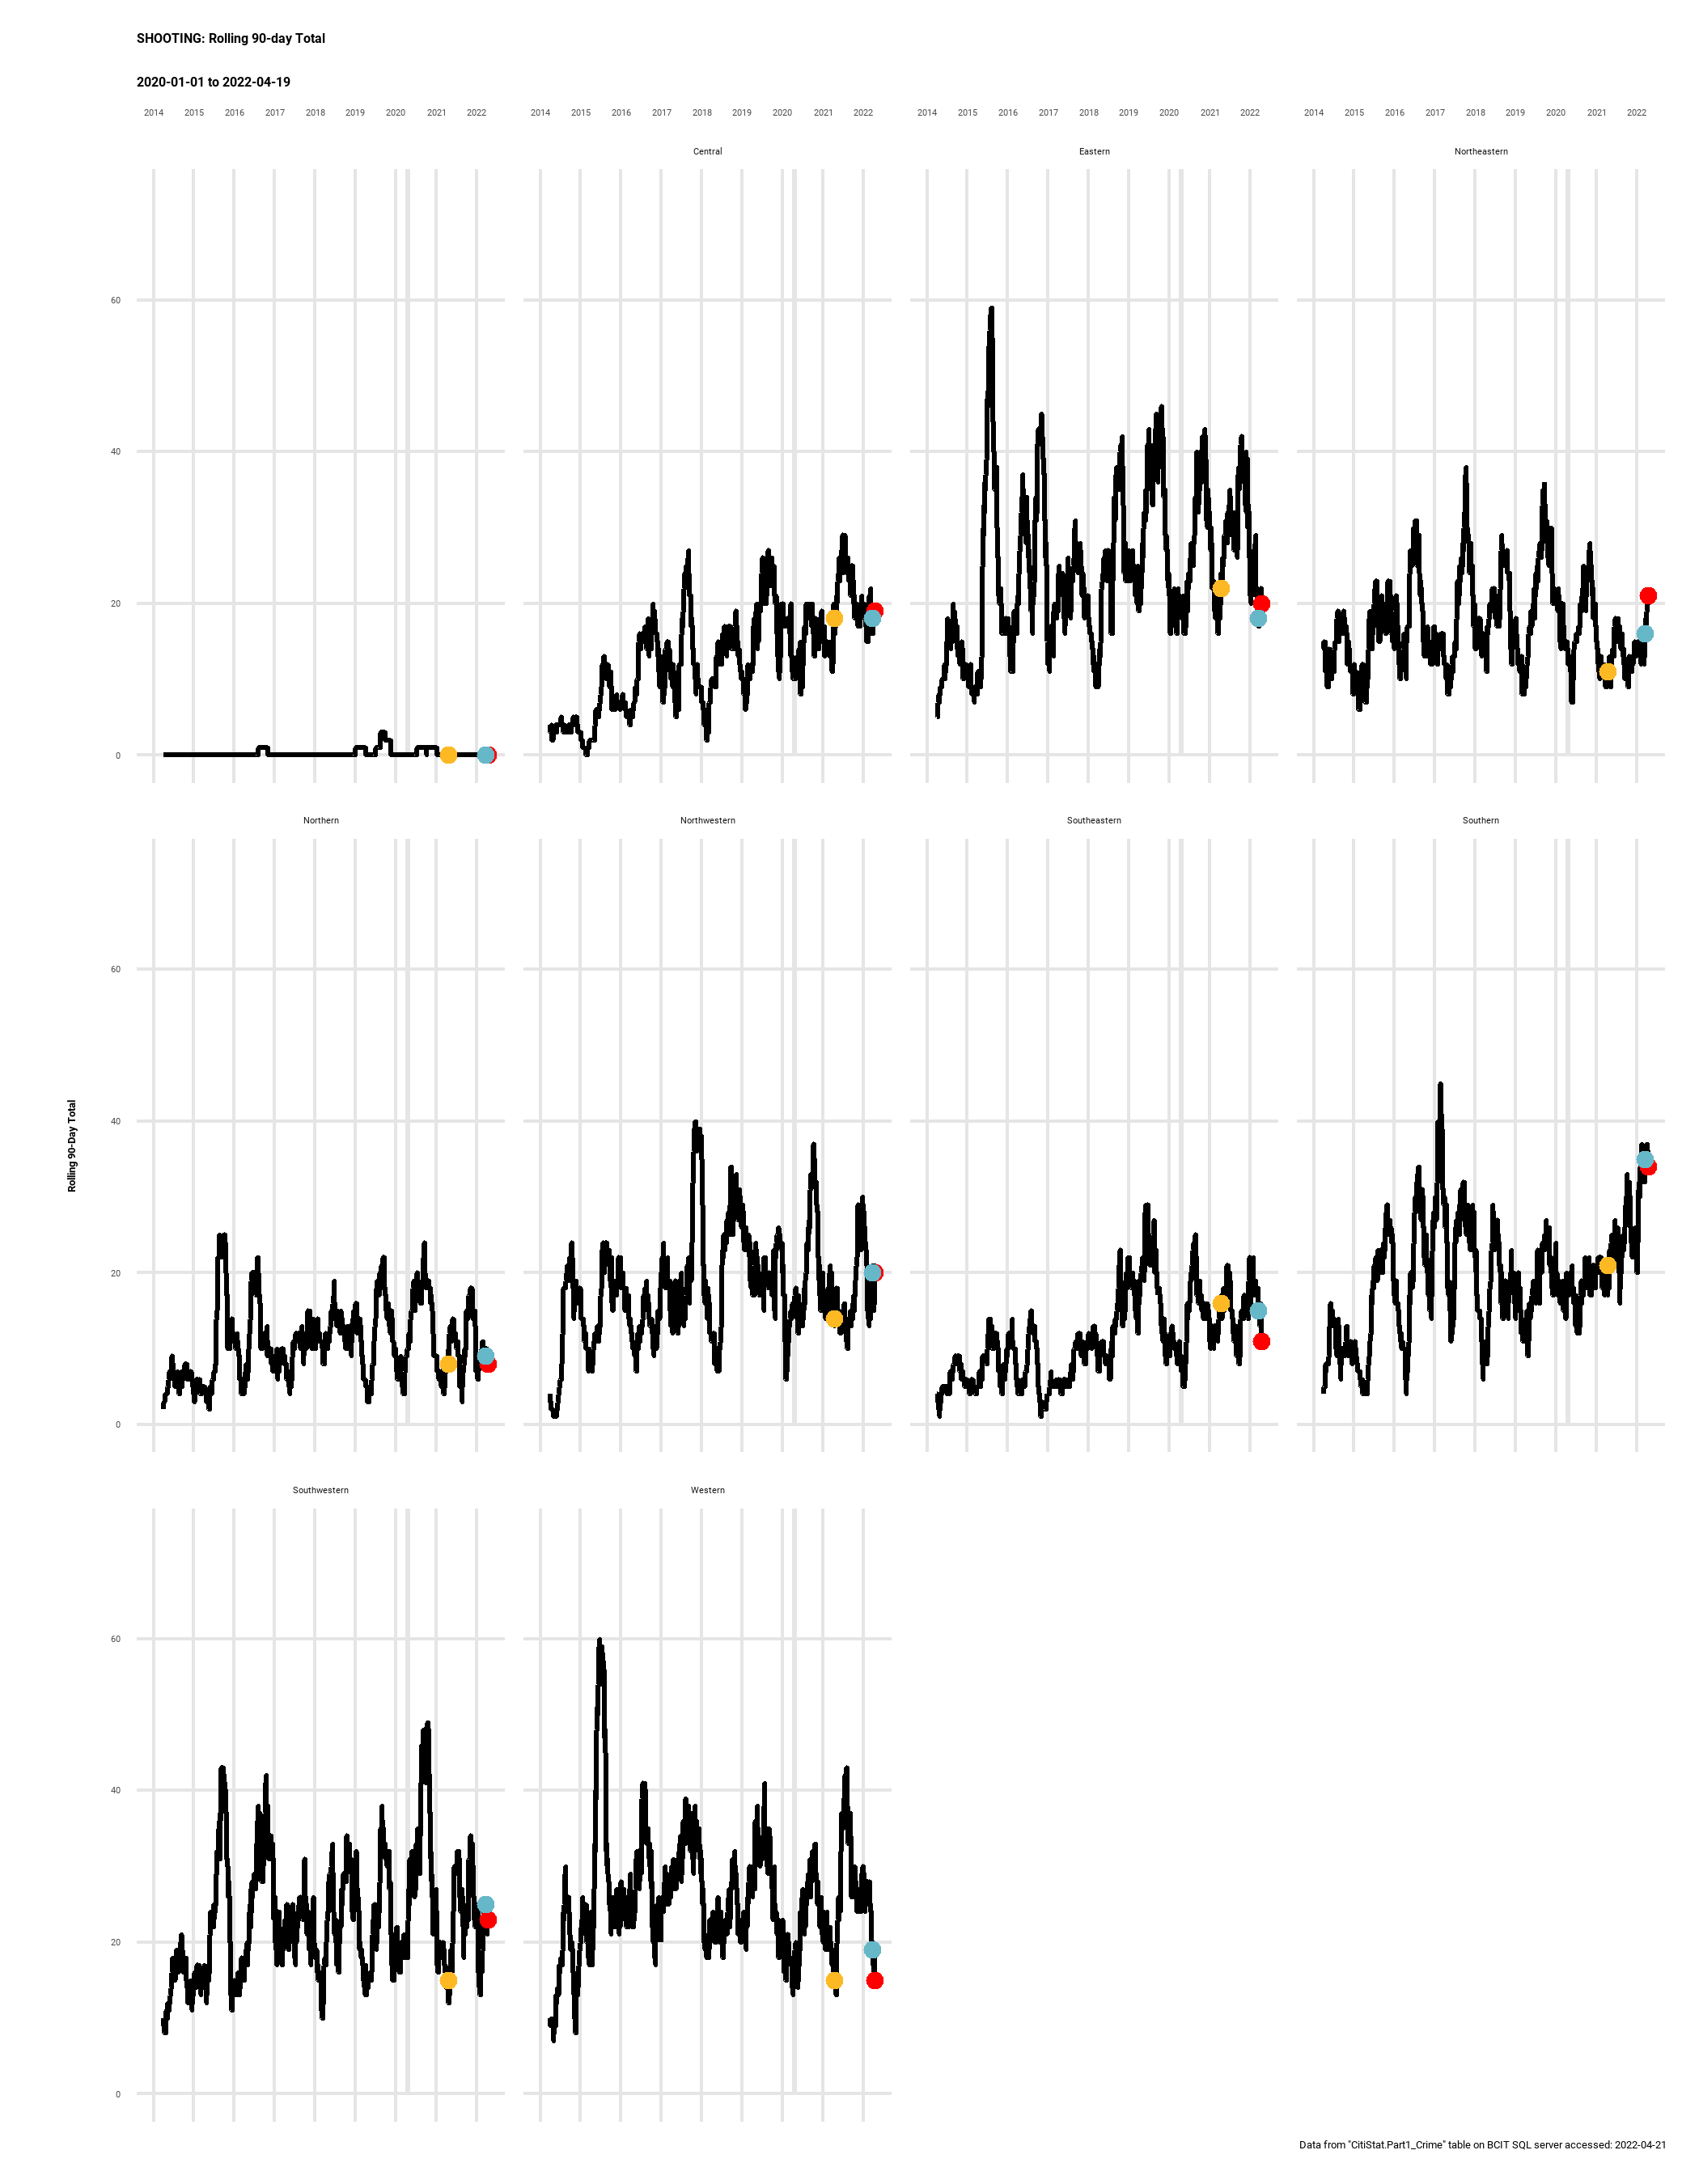 SHOOTING: Rolling 90-day Total
2020-01-01 to 2022-04-19
2014 2015 2016 2017 2018 2019 2020 2021 2022 2014 2015 2016 2017 2018 2019 2020 2021 2022 2014 2015 2016 2017 2018 2019 2020 2021 2022 2014 2015 2016 2017 2018 2019 2020 2021 2022
Central Eastern Northeastern
60
40
20
0
Northern Northwestern Southeastern Southern
60
40
20
0
Rolling 90-Day Total
Southwestern Western
60
40
20
0
Data from "CitiStat.Part1_Crime" table on BCIT SQL server accessed: 2022-04-21